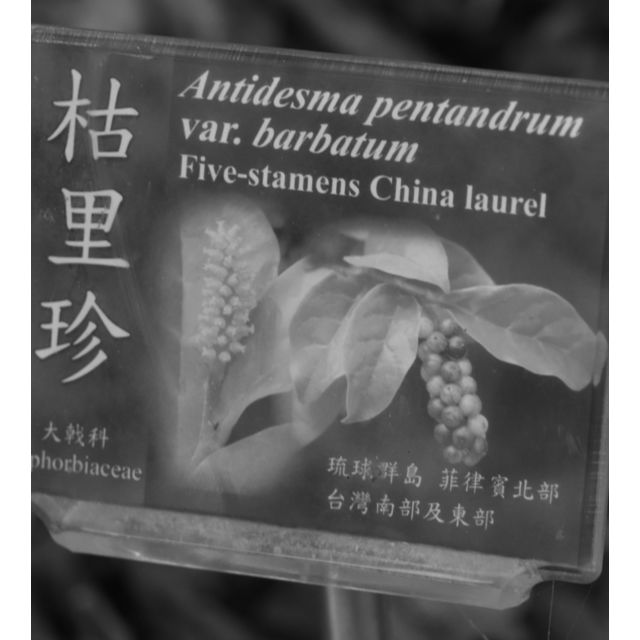 枯里珍
Antidesma pentandrum
var. barbatum
Five-stamens China laurel
大戟科
phorbiaceae
琉球群島 菲律賓北部
台灣南部及東部